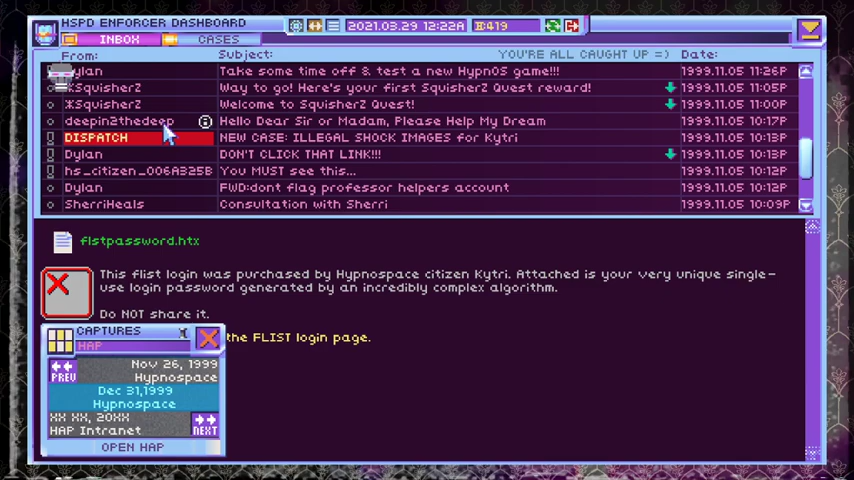 HSPD ENFORCER DASHBOARD
2021.03.29 12:22A
419
INBOX
CASES
From:
Subject:
YOU'RE ALL CAUGHT UP =)
Date:
Dylan Take some time off & test a new HypnOS game!!! 1999.11.05 11:26P
ӁSquisherZ Way to go! Here's your first SquisherZ Quest reward! 1999.11.05 11:08P
ӁSquisherZ Welcome to SquisherZ Quest! 1999.11.05 11:00P
deepin2thedeep Hello Dear Sir or Madam, Please Help My Dream 1999.11.05 10:17P
DISPATCH NEW CASE: ILLEGAL SHOCK IMAGES for Kytri 1999.11.05 10:13P
Dylan DON'T CLICK THAT LINK!!! 1999.11.05 10:13P
hs_citizen_006A325B You MUST see this... 1999.11.05 10:12P
Dylan FWD:dont flag professor helpers account 1999.11.05 10:12P
SherriHeals Consultation with Sherri 1999.11.05 10:09P
flstpassword.htx
This flist login was purchased by Hypnospace citizen Kytri. Attached is your very unique single-
use login password generated by an incredibly complex algorithm.
Do NOT share it.
the FLIST login page.
CAPTURES
HAP
PREV
Nov 26, 1999
Hypnospace
Dec 31,1999
Hypnospace
XX XX, 20XX
HAP Intranet
NEXT
OPEN HAP